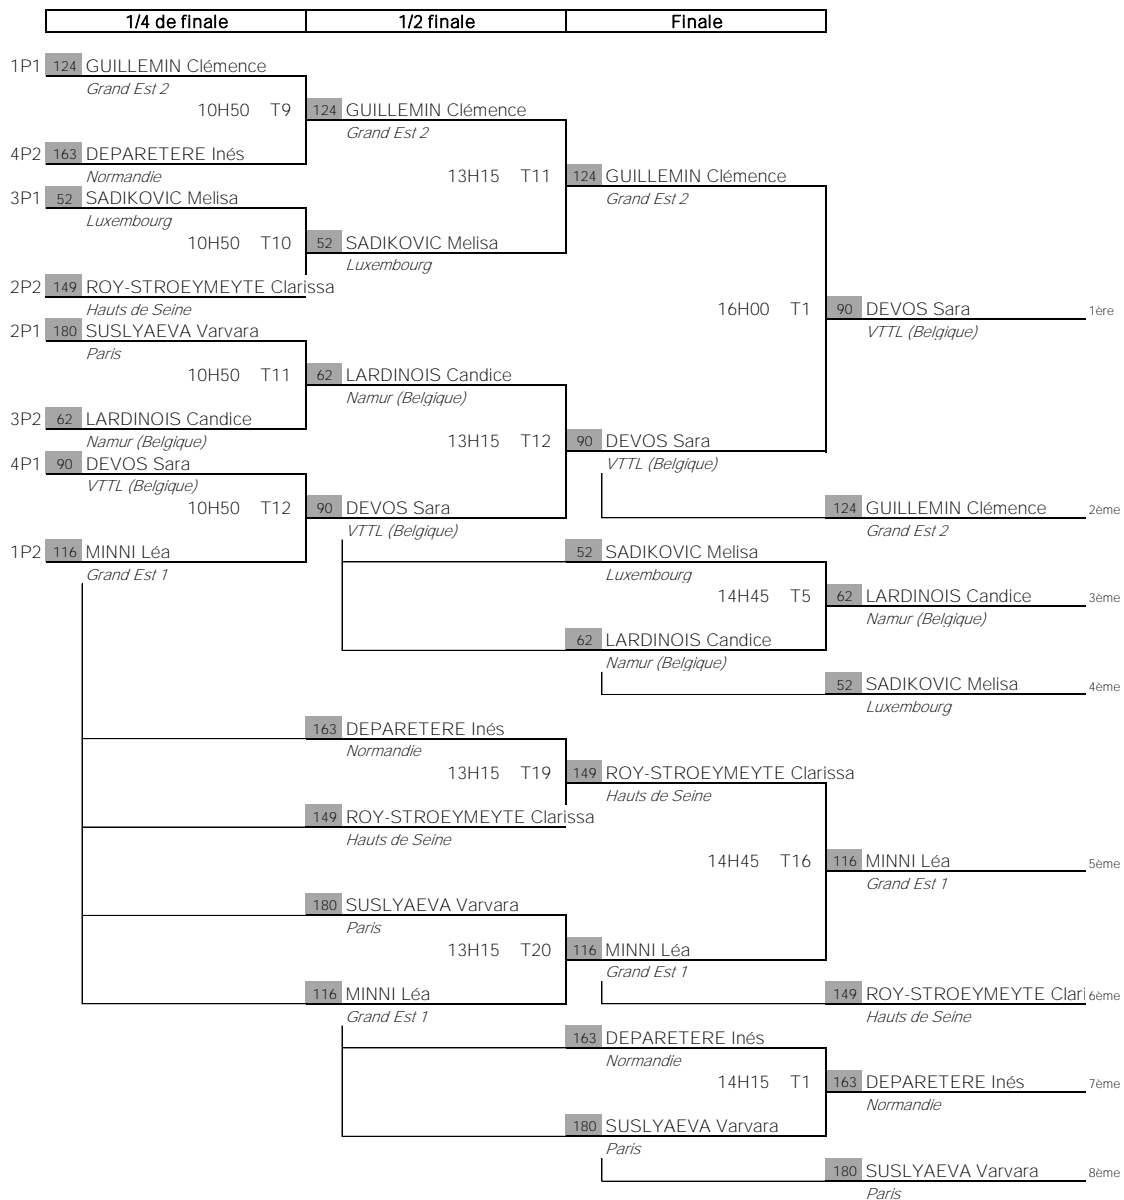 1/4 de finale 1/2 finale Finale
1P1 124 GUILLEMIN Clémence
Grand Est 2
10H50 T9 124 GUILLEMIN Clémence
Grand Est 2
4P2 163 DEPARETERE Inés
Normandie
13H15 T11 124 GUILLEMIN Clémence
Grand Est 2
3P1 52 SADIKOVIC Melisa
Luxembourg
10H50 T10 52 SADIKOVIC Melisa
Luxembourg
2P2 149 ROY-STROEYMEYTE Clarissa
Hauts de Seine
16H00 T1 90 DEVOS Sara 1ère
VTTL (Belgique)
2P1 180 SUSLYAEVA Varvara
Paris
10H50 T11 62 LARDINOIS Candice
Namur (Belgique)
3P2 62 LARDINOIS Candice
Namur (Belgique)
13H15 T12 90 DEVOS Sara
VTTL (Belgique)
4P1 90 DEVOS Sara
VTTL (Belgique)
10H50 T12 90 DEVOS Sara
VTTL (Belgique)
124 GUILLEMIN Clémence 2ème
Grand Est 2
1P2 116 MINNI Léa
Grand Est 1
52 SADIKOVIC Melisa
Luxembourg
14H45 T5 62 LARDINOIS Candice 3ème
Namur (Belgique)
62 LARDINOIS Candice
Namur (Belgique)
52 SADIKOVIC Melisa 4ème
Luxembourg
163 DEPARETERE Inés
Normandie
13H15 T19 149 ROY-STROEYMEYTE Clarissa
Hauts de Seine
149 ROY-STROEYMEYTE Clarissa
Hauts de Seine
14H45 T16 116 MINNI Léa 5ème
Grand Est 1
180 SUSLYAEVA Varvara
Paris
13H15 T20 116 MINNI Léa
Grand Est 1
116 MINNI Léa
Grand Est 1
149 ROY-STROEYMEYTE Clari 6ème
Hauts de Seine
163 DEPARETERE Inés
Normandie
14H15 T1 163 DEPARETERE Inés 7ème
Normandie
180 SUSLYAEVA Varvara
Paris
180 SUSLYAEVA Varvara 8ème
Paris